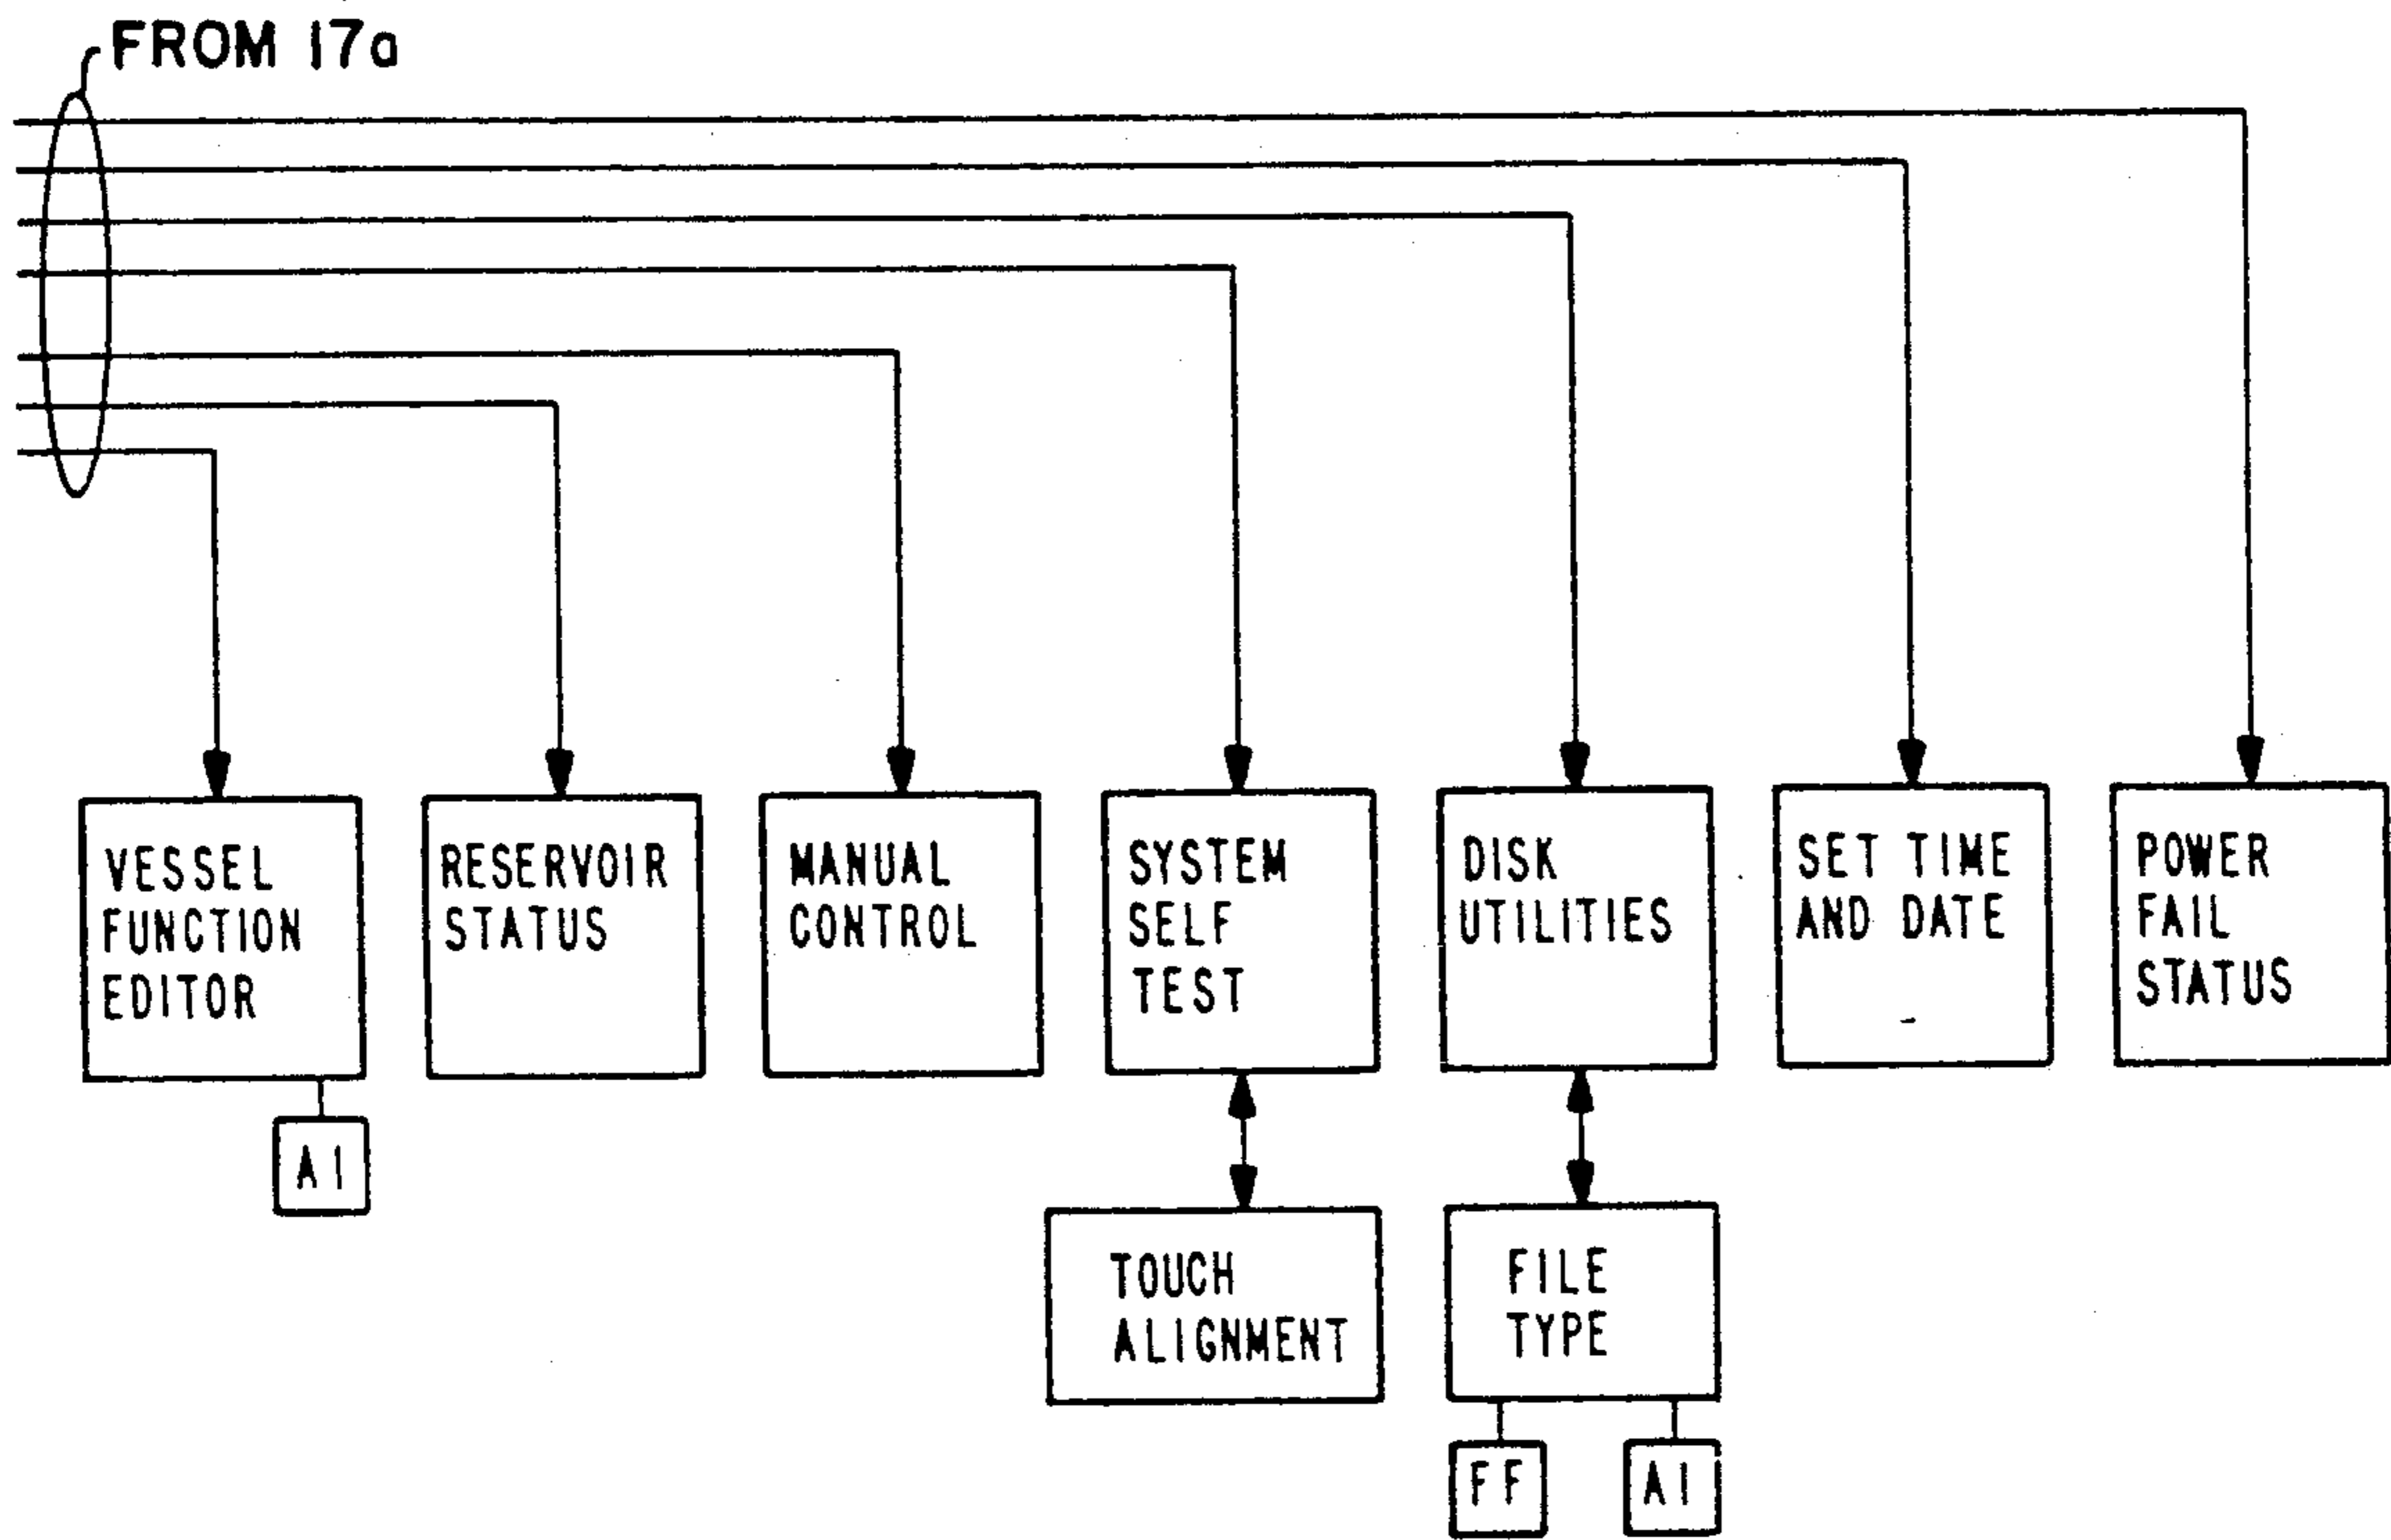 FROM 17a
VESSEL
FUNCTION
EDITOR
RESERVOIR
STATUS
MANUAL
CONTROL
SYSTEM
SELF
TEST
DISK
UTILITIES
SET TIME
AND DATE
POWER
FAIL
STATUS
A1
TOUCH
ALIGNMENT
FILE
TYPE
FF
A1